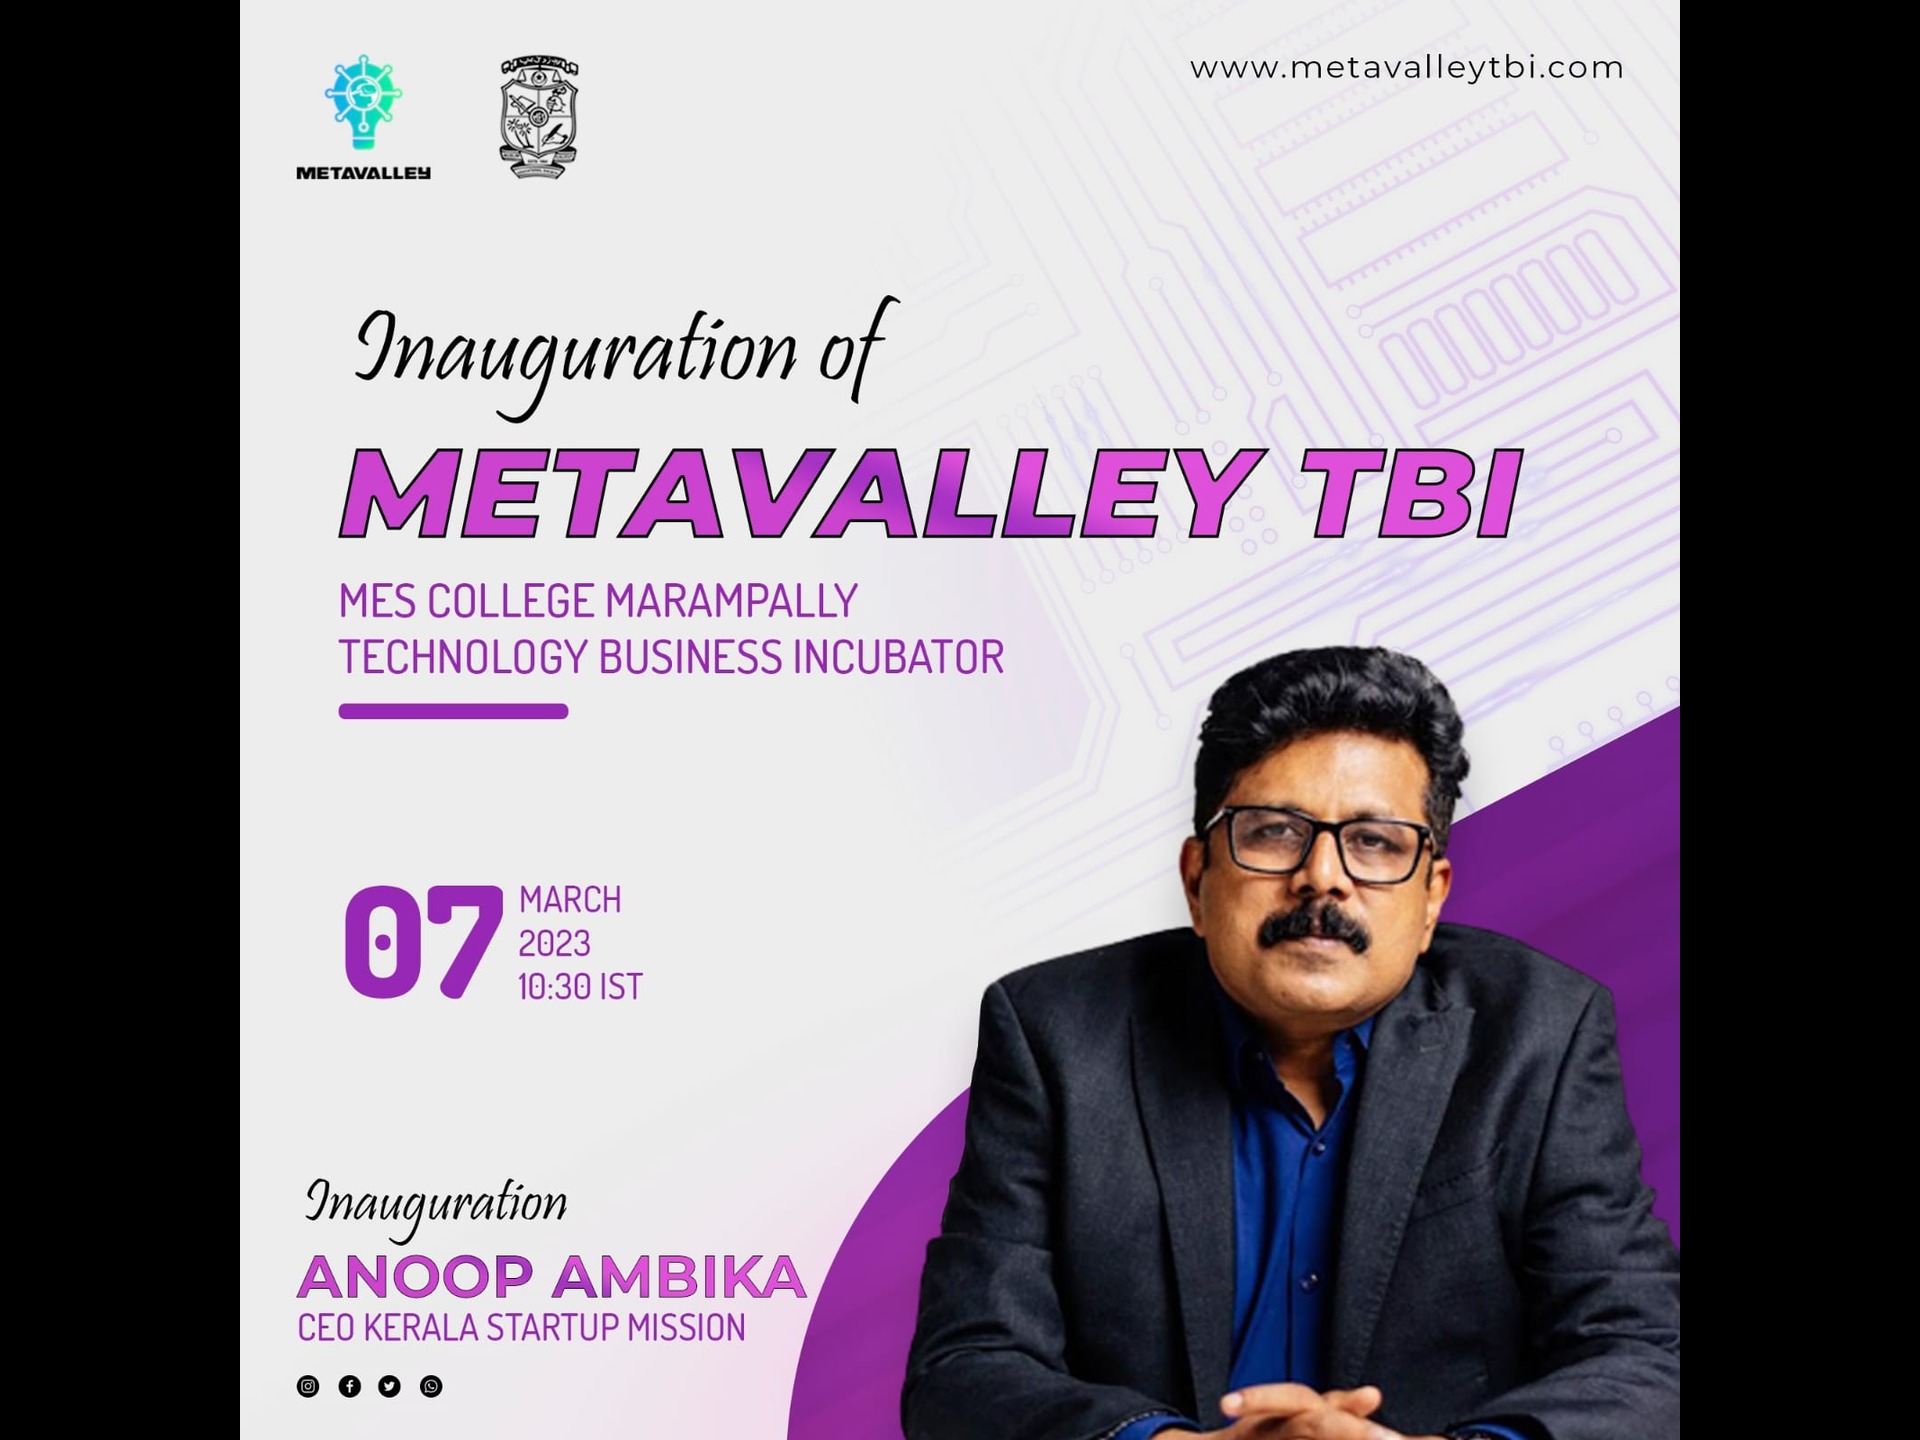 METAVALLEY
www.metavalleytbi.com
Inauguration of
METAVALLEY TBI
MES COLLEGE MARAMPALLY
TECHNOLOGY BUSINESS INCUBATOR
07
MARCH
2023
10:30 IST
Inauguration
ANOOP AMBIKA
CEO KERALA STARTUP MISSION